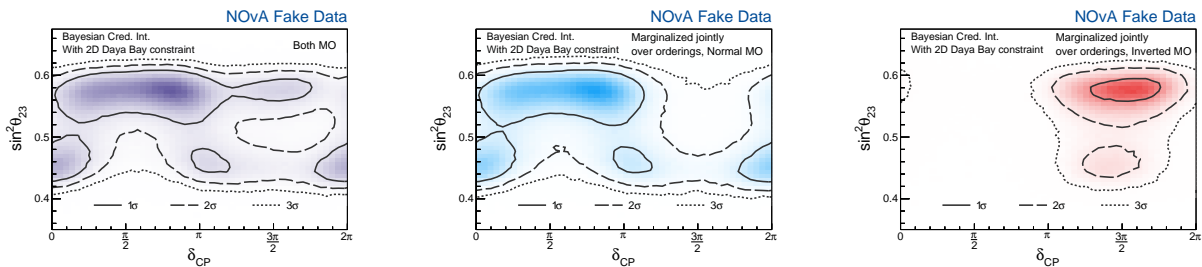 NOvA Fake Data
Bayesian Cred. Int.
With 2D Daya Bay constraint
Both MO
sin²θ₂₃
0.6
0.5
0.4
1σ 2σ 3σ
0 π/2 π 3π/2 2π
δCP
NOvA Fake Data
Bayesian Cred. Int.
With 2D Daya Bay constraint
Marginalized jointly
over orderings, Normal MO
sin²θ₂₃
0.6
0.5
0.4
1σ 2σ 3σ
0 π/2 π 3π/2 2π
δCP
NOvA Fake Data
Bayesian Cred. Int.
With 2D Daya Bay constraint
Marginalized jointly
over orderings, Inverted MO
sin²θ₂₃
0.6
0.5
0.4
1σ 2σ 3σ
0 π/2 π 3π/2 2π
δCP